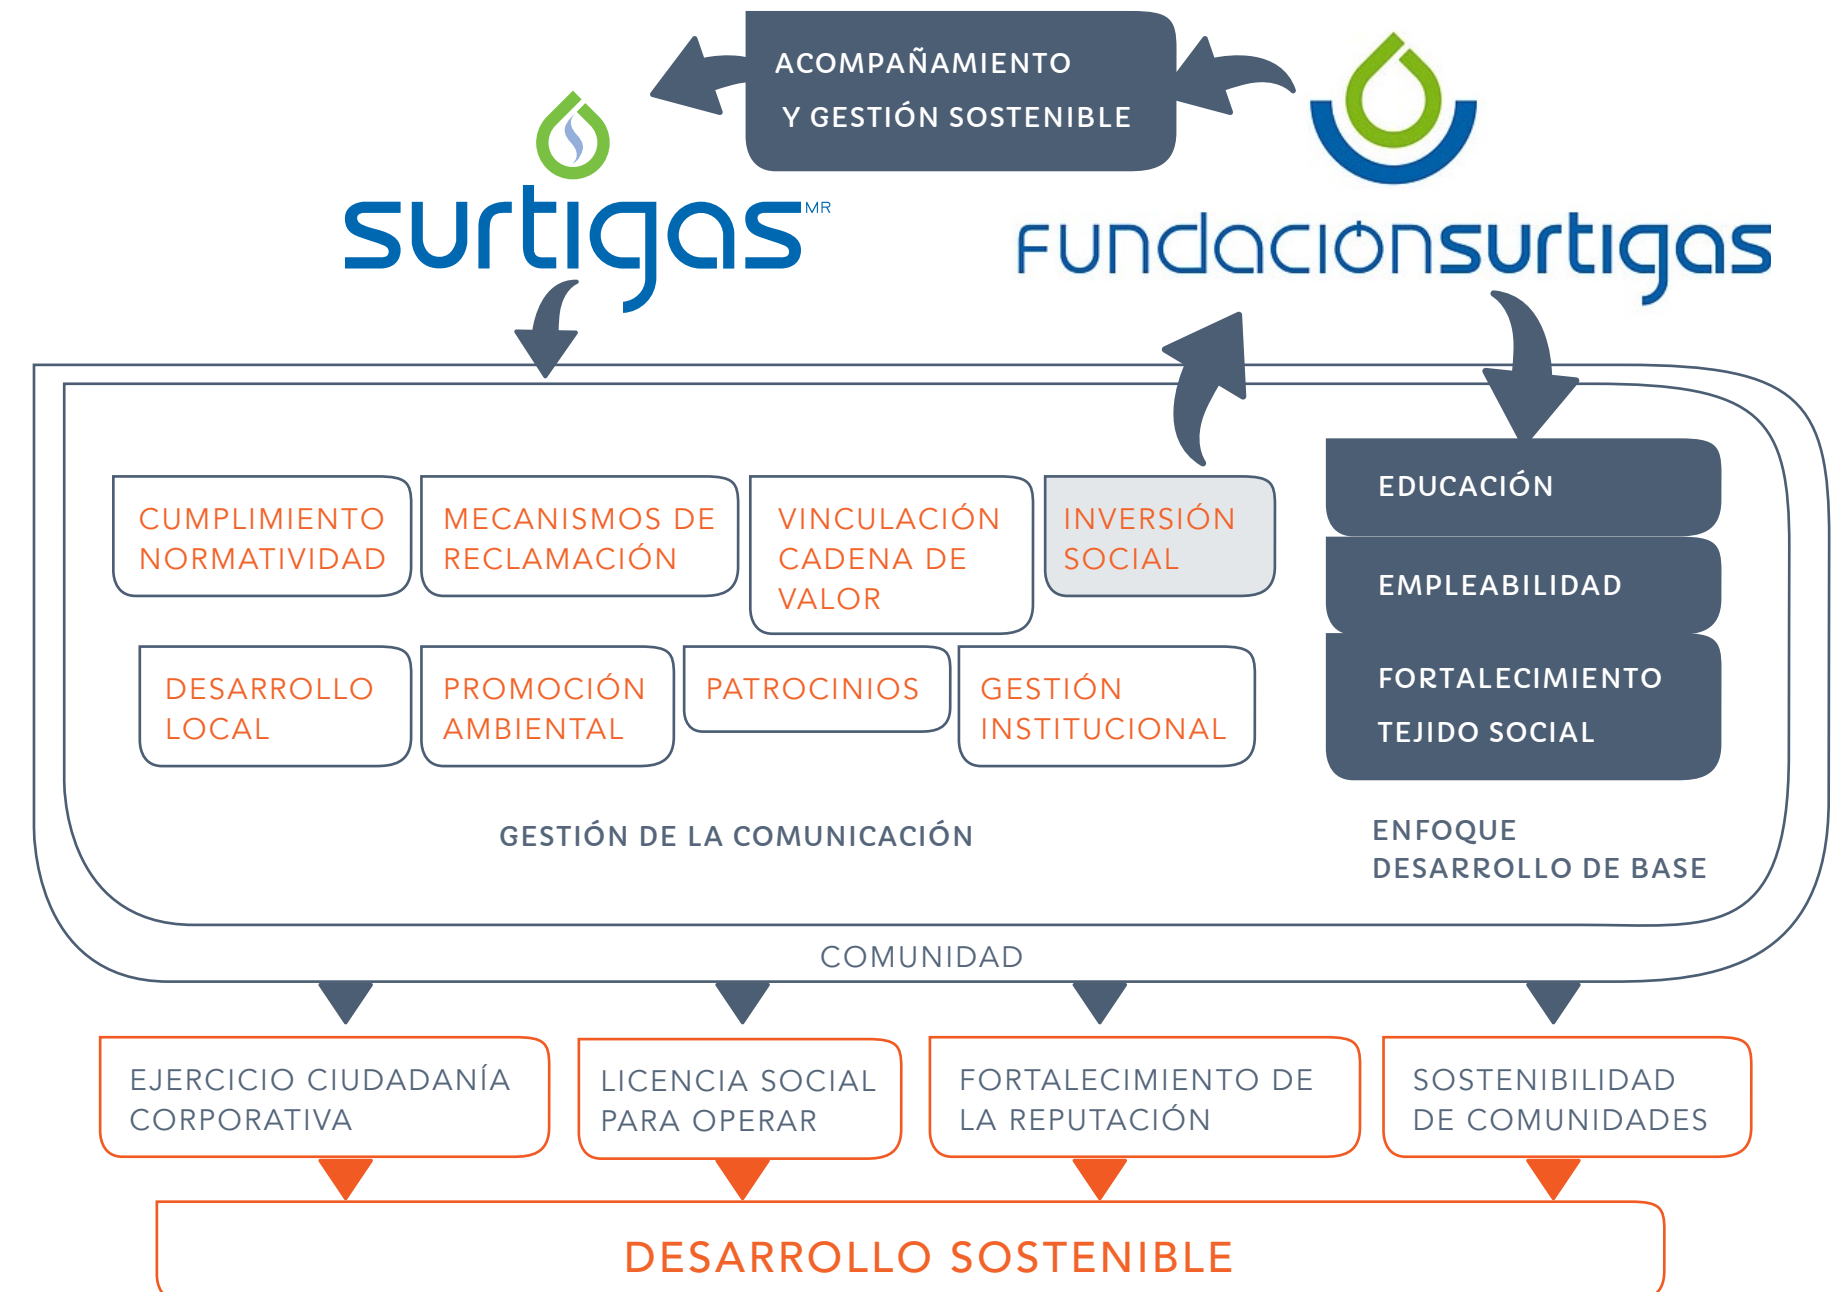 ACOMPAÑAMIENTO
Y GESTIÓN SOSTENIBLE
surtigas MR
FUNDACIÓNsurtigas
CUMPLIMIENTO
NORMATIVIDAD
MECANISMOS DE
RECLAMACIÓN
VINCULACIÓN
CADENA DE
VALOR
INVERSIÓN
SOCIAL
DESARROLLO
LOCAL
PROMOCIÓN
AMBIENTAL
PATROCINIOS
GESTIÓN
INSTITUCIONAL
GESTIÓN DE LA COMUNICACIÓN
EDUCACIÓN
EMPLEABILIDAD
FORTALECIMIENTO
TEJIDO SOCIAL
ENFOQUE
DESARROLLO DE BASE
COMUNIDAD
EJERCICIO CIUDADANÍA
CORPORATIVA
LICENCIA SOCIAL
PARA OPERAR
FORTALECIMIENTO DE
LA REPUTACIÓN
SOSTENIBILIDAD
DE COMUNIDADES
DESARROLLO SOSTENIBLE